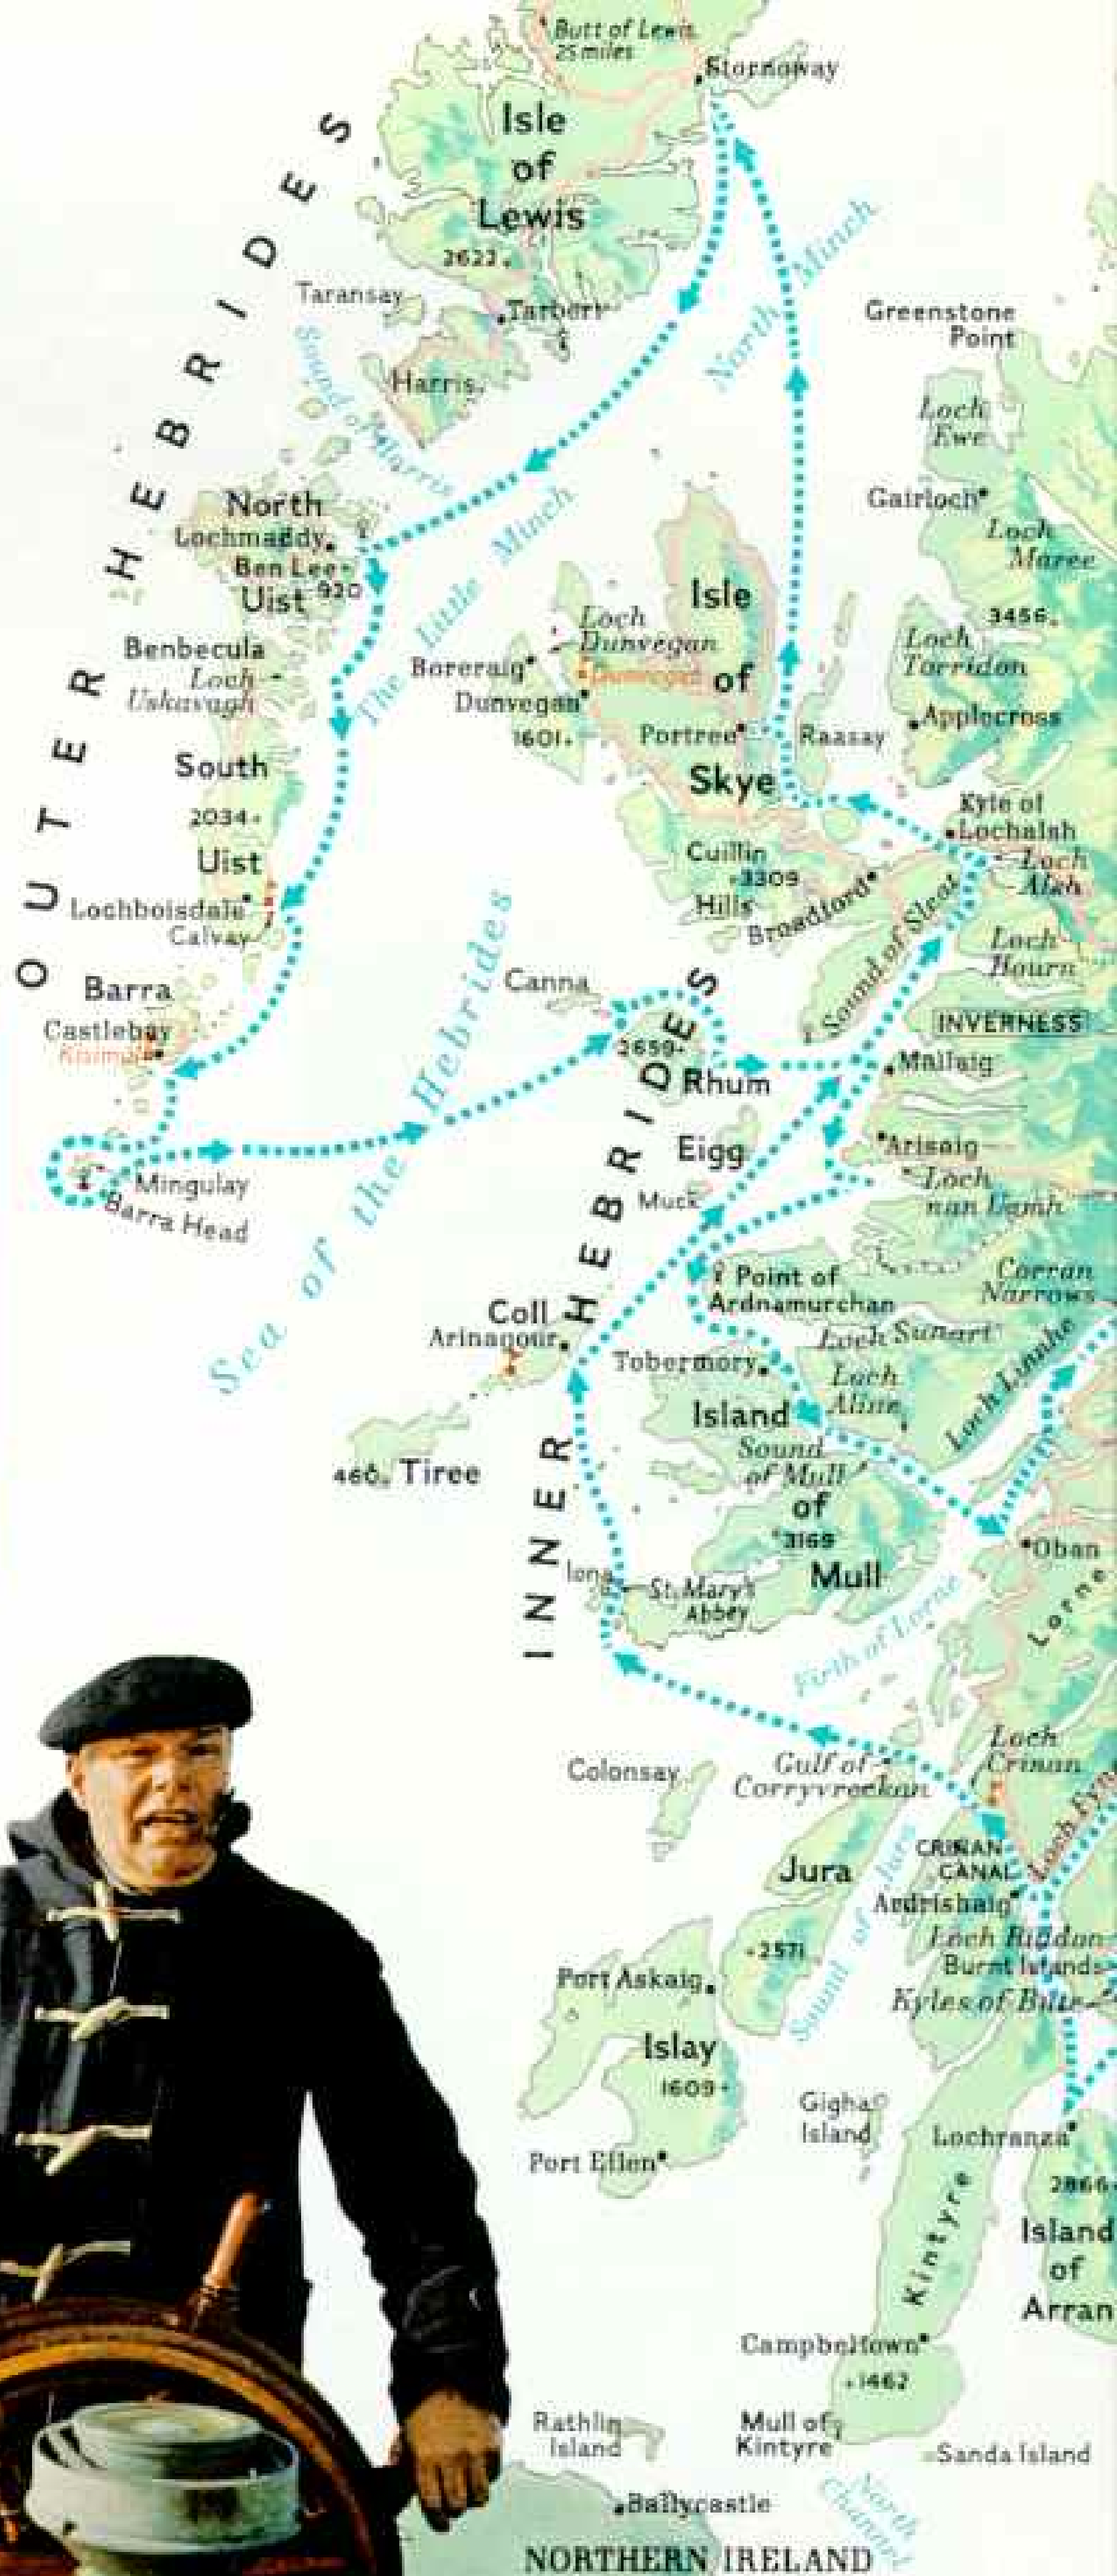 Butt of Lewis
25 miles
Stornoway
Isle
of
Lewis
2622
Taransay
Tarbert
Harris
Sound of Harris
North Minch
Greenstone
Point
Loch
Ewe
Gairloch
Loch
Maree
3456
OUTER HEBRIDES
North
Lochmaddy
Ben Lee
920
Uist
The Little Minch
Benbecula
Loch
Uskavagh
Isle
of
Skye
Loch
Dunvegan
Boreraig
Dunvegan
1601
Portree
Raasay
Loch
Torridon
Applecross
South
2034
Uist
Lochboisdale
Calvay
Kyle of
Lochalsh
Loch
Alsh
Cuillin
3309
Hills
Broadford
Sound of Sleat
Loch
Hourn
Barra
Castlebay
Kisimul
Canna
INVERNESS
2659
Rhum
Mallaig
Mingulay
Barra Head
Sea of the Hebrides
Eigg
Muck
Arisaig
Loch
nan Uamh
INNER HEBRIDES
Point of
Ardnamurchan
Corran
Narrows
Coll
Arinagour
Loch Sunart
Tobermory
Loch
Aline
Loch Linnhe
Island
Sound
of Mull
of
3169
Mull
460
Tiree
Oban
Lorne
Iona
St. Mary's
Abbey
Firth of Lorne
Colonsay
Gulf of
Corryvreckan
Loch
Crinan
Loch Fyne
CRINAN
CANAL
Jura
Ardrishaig
Loch Riddon
Burnt Islands
Kyles of Bute
2571
Sound of Jura
Port Askaig
Islay
1609
Port Ellen
Gigha
Island
Lochranza
2866
Island
of
Arran
Kintyre
Campbeltown
1462
Rathlin
Island
Mull of
Kintyre
Sanda Island
North
Channel
Ballycastle
NORTHERN IRELAND